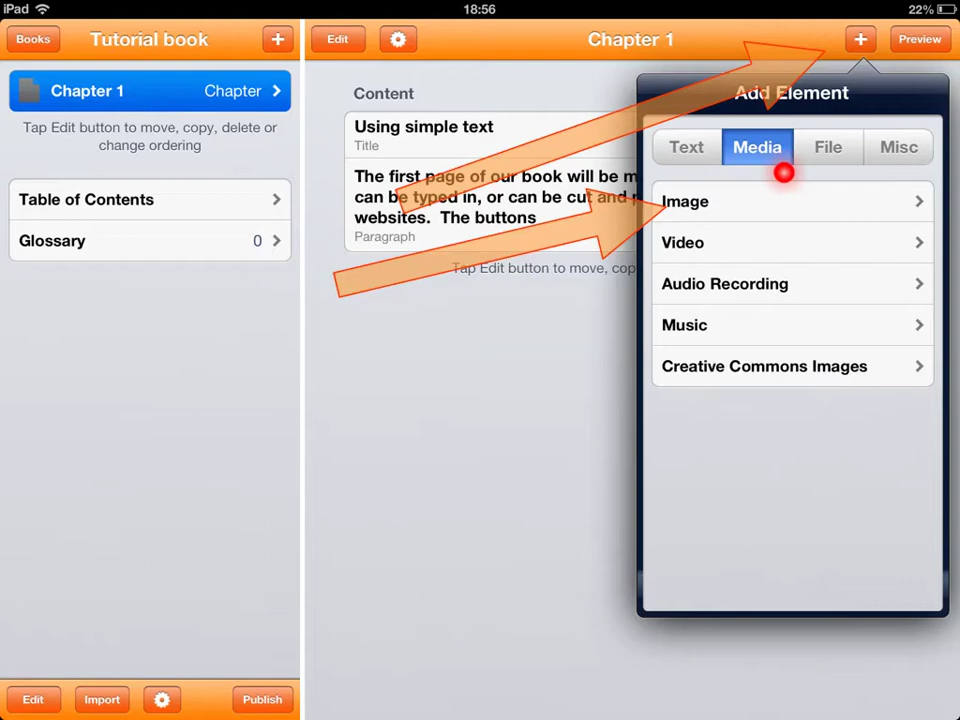 iPad
18:56
22%
Books
Tutorial book
+
Edit
Chapter 1
+
Preview
Chapter 1
Chapter
Tap Edit button to move, copy, delete or
change ordering
Table of Contents
Glossary
0
Content
Using simple text
Title
The first page of our book will be m
can be typed in, or can be cut and p
websites.  The buttons
Paragraph
Tap Edit button to move, cop
Add Element
Text
Media
File
Misc
Image
Video
Audio Recording
Music
Creative Commons Images
Edit
Import
Publish